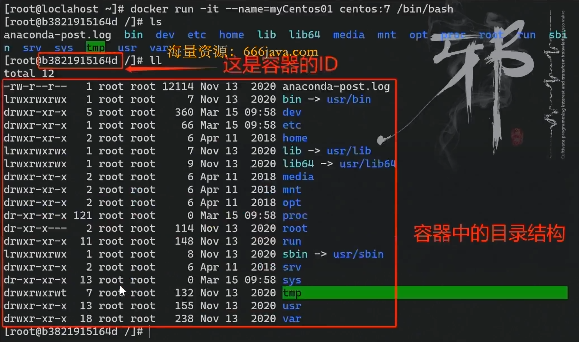 [root@loclahost ~]# docker run -it --name=myCentos01 centos:7 /bin/bash
[root@b3821915164d /]# ls
anaconda-post.log bin dev etc home lib lib64 media mnt opt proc root run sbi
n srv sys tmp usr var
海量资源：666java.com
[root@b3821915164d /]# ll
这是容器的ID
total 12
-rw-r--r-- 1 root root 12114 Nov 13 2020 anaconda-post.log
lrwxrwxrwx 1 root root 7 Nov 13 2020 bin -> usr/bin
drwxr-xr-x 5 root root 360 Mar 15 09:58 dev
drwxr-xr-x 1 root root 66 Mar 15 09:58 etc
drwxr-xr-x 2 root root 6 Apr 11 2018 home
lrwxrwxrwx 1 root root 7 Nov 13 2020 lib -> usr/lib
lrwxrwxrwx 1 root root 9 Nov 13 2020 lib64 -> usr/lib64
drwxr-xr-x 2 root root 6 Apr 11 2018 media
drwxr-xr-x 2 root root 6 Apr 11 2018 mnt
drwxr-xr-x 2 root root 6 Apr 11 2018 opt
dr-xr-xr-x 121 root root 0 Mar 15 09:58 proc
dr-xr-x--- 2 root root 114 Nov 13 2020 root
drwxr-xr-x 11 root root 148 Nov 13 2020 run
lrwxrwxrwx 1 root root 8 Nov 13 2020 sbin -> usr/sbin
drwxr-xr-x 2 root root 6 Apr 11 2018 srv
dr-xr-xr-x 13 root root 0 Mar 15 09:58 sys
drwxrwxrwt 7 root root 132 Nov 13 2020 tmp
drwxr-xr-x 13 root root 155 Nov 13 2020 usr
drwxr-xr-x 18 root root 238 Nov 13 2020 var
[root@b3821915164d /]#
容器中的目录结构
邪